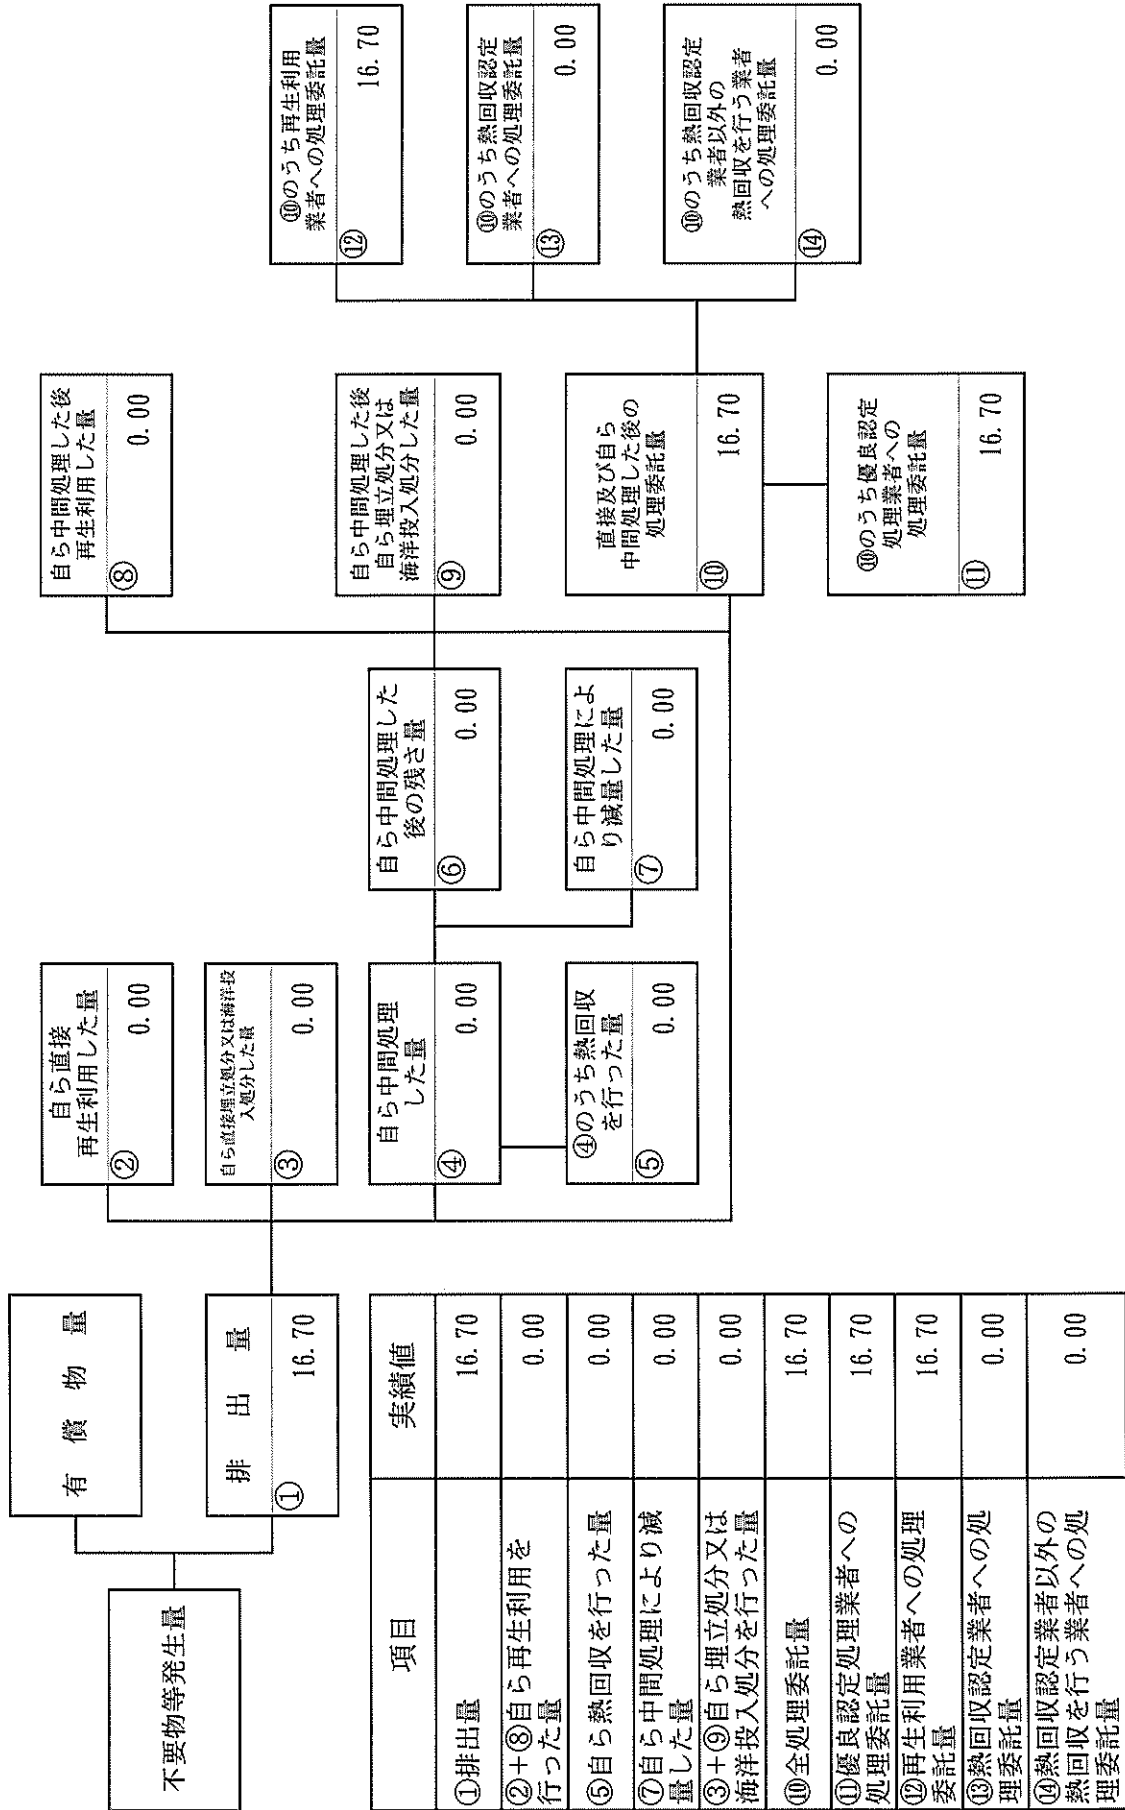 不要物等発生量
有償物量
排出量
①
16.70
自ら直接
再生利用した量
②
0.00
自ら直接埋立処分又は海洋投
入処分した量
③
0.00
自ら中間処理
した量
④
0.00
④のうち熱回収
を行った量
⑤
0.00
自ら中間処理した
後の残さ量
⑥
0.00
自ら中間処理によ
り減量した量
⑦
0.00
自ら中間処理した後
再生利用した量
⑧
0.00
自ら中間処理した後
自ら埋立処分又は
海洋投入処分した量
⑨
0.00
直接及び自ら
中間処理した後の
処理委託量
⑩
16.70
⑩のうち優良認定
処理業者への
処理委託量
⑪
16.70
⑩のうち再生利用
業者への処理委託量
⑫
16.70
⑩のうち熱回収認定
業者への処理委託量
⑬
0.00
⑩のうち熱回収認定
業者以外の
熱回収を行う業者
への処理委託量
⑭
0.00
項目 実績値
①排出量 16.70
②+⑧自ら再生利用を
行った量 0.00
⑤自ら熱回収を行った量 0.00
⑦自ら中間処理により減
量した量 0.00
③+⑨自ら埋立処分又は
海洋投入処分を行った量 0.00
⑩全処理委託量 16.70
⑪優良認定処理業者への
処理委託量 16.70
⑫再生利用業者への処理
委託量 16.70
⑬熱回収認定業者への処
理委託量 0.00
⑭熱回収認定業者以外の
熱回収を行う業者への処
理委託量 0.00